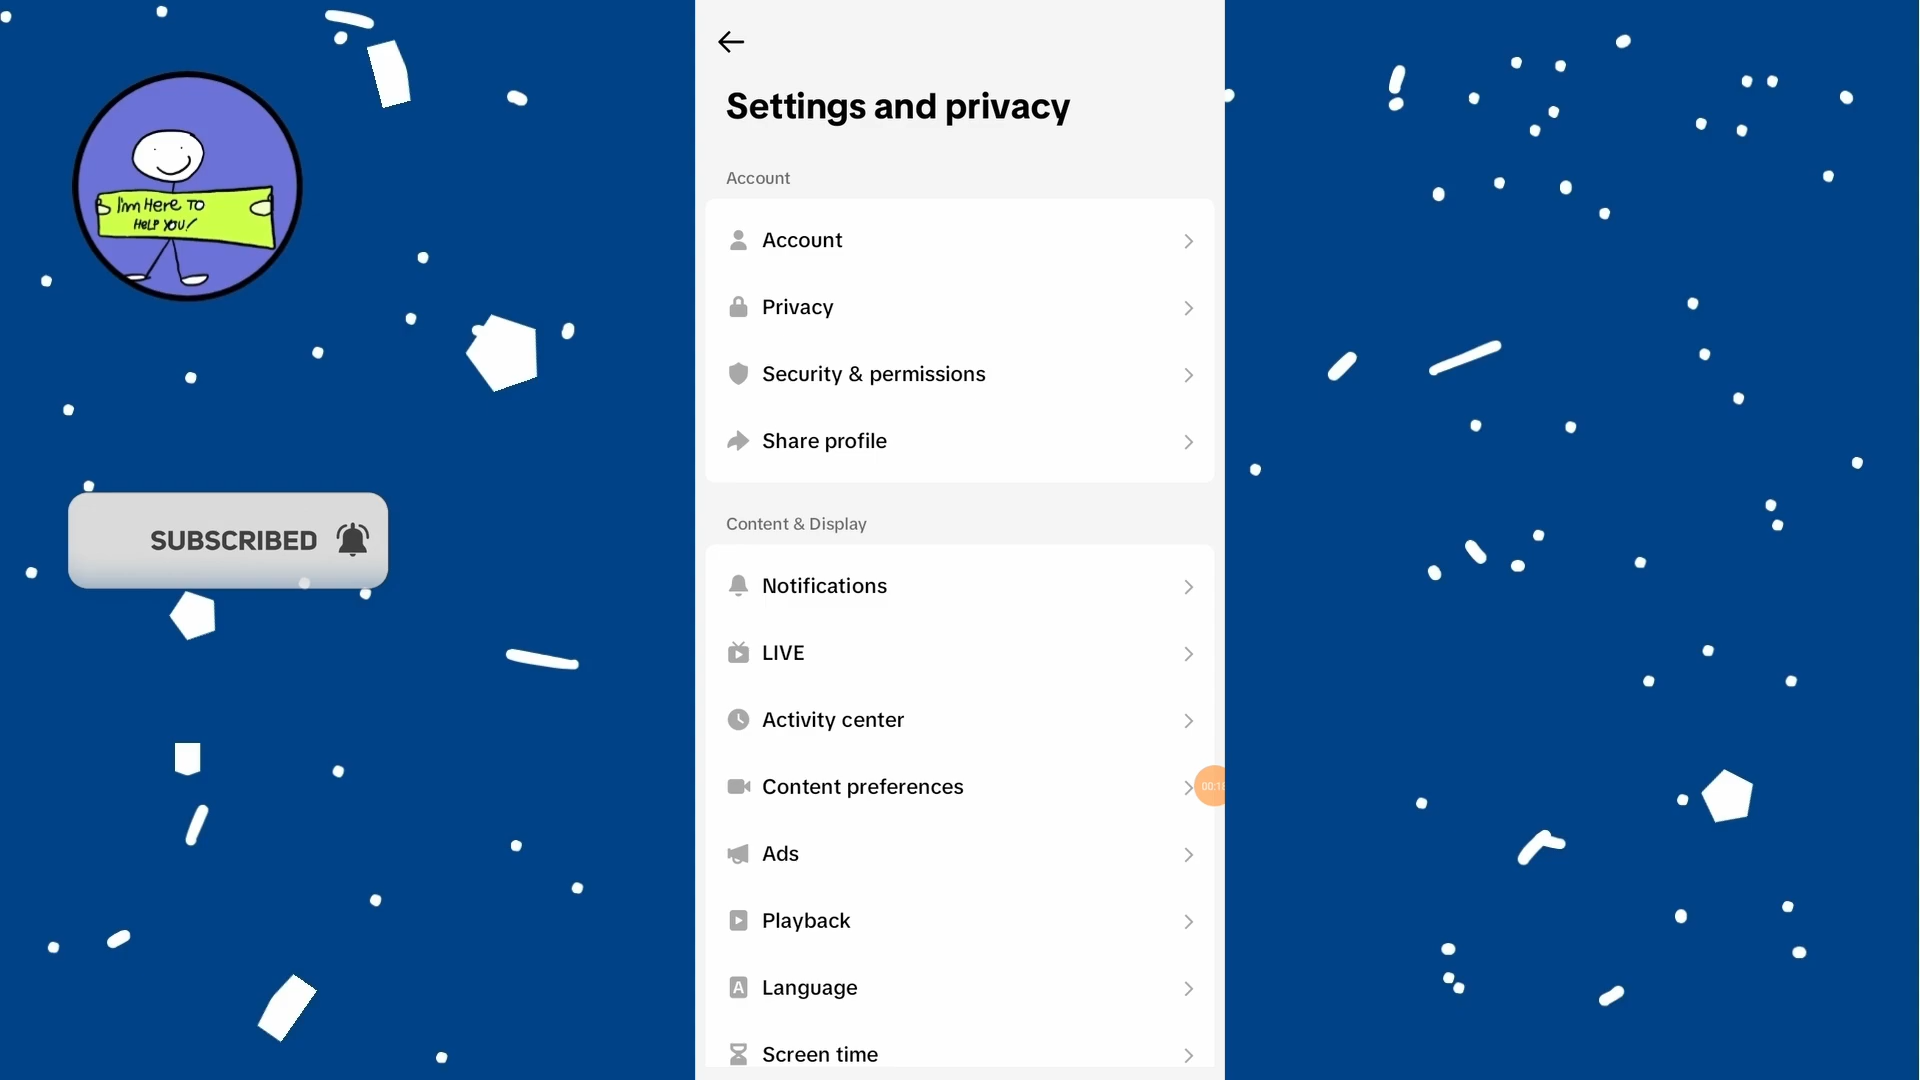 I'm Here To
HELP YOU!
SUBSCRIBED
Settings and privacy
Account
Account
Privacy
Security & permissions
Share profile
Content & Display
Notifications
LIVE
Activity center
Content preferences
Ads
Playback
A
Language
Screen time